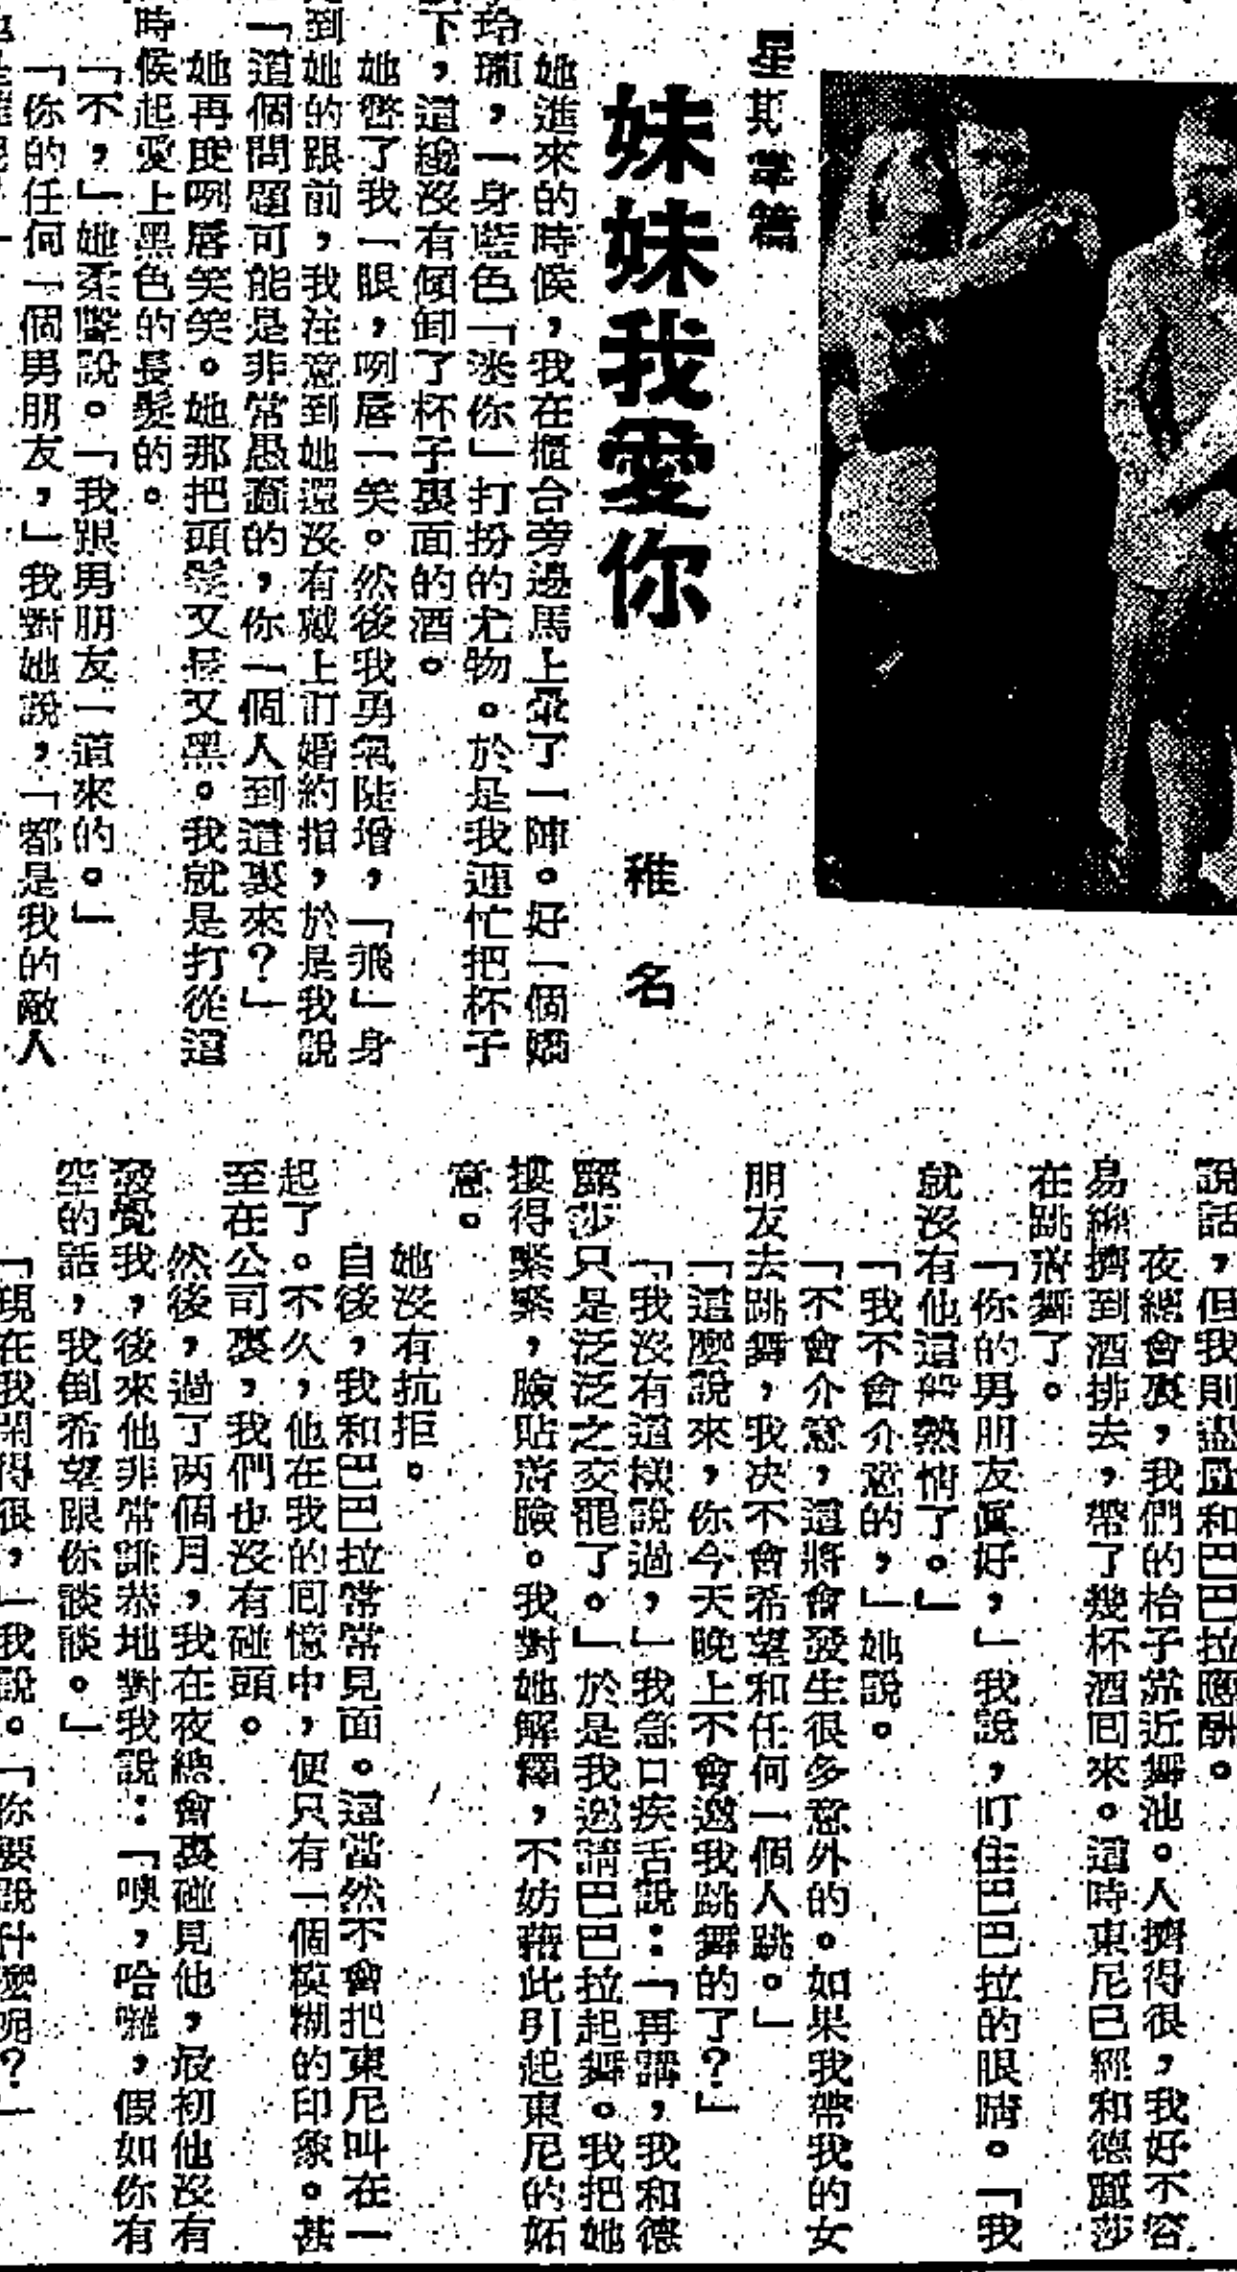 星期小說篇
妹妹我愛你
稚名
她進來的時候，我在櫃台旁邊馬上暈了一陣。好一個嬌
玲瓏，一身藍色「迷你」打扮的尤物。於是我連忙把杯子
下，這纔沒有傾卸了杯子裏面的酒。
她瞥了我一眼，咧唇一笑。然後我勇氣陡增，「飛」身
到她的跟前，我注意到她還沒有戴上訂婚約指，於是我說
「這個問題可能是非常愚蠢的，你一個人到這裏來？」
她再度咧唇笑笑。她那把頭髮又長又黑。我就是打從這
時候起愛上黑色的長髮的。
「不，」她柔聲說。「我跟男朋友一道來的。」
「你的任何一個男朋友，」我對她說，「都是我的敵人
說話，但我則盡量和巴巴拉應酬。
夜總會裏，我們的枱子常近舞池。人擠得很，我好不容
易纔擠到酒排去，帶了幾杯酒回來。這時東尼已經和德麗莎
在跳滑舞了。
「你的男朋友眞好，」我說，盯住巴巴拉的眼睛。「我
就沒有他這般熱情了。」
「我不會介意的，」她說。
「不會介意，這將會發生很多意外的。如果我帶我的女
朋友去跳舞，我決不會希望和任何一個人跳。」
「這麼說來，你今天晚上不會邀我跳舞的了？」
「我沒有這樣說過，」我急口疾舌說：「再講，我和德
麗莎只是泛泛之交罷了。」於是我邀請巴巴拉起舞。我把她
摟得緊緊，臉貼着臉。我對她解釋，不妨藉此引起東尼的妬
意。
她沒有抗拒。
自後，我和巴巴拉常常見面。這當然不會把東尼叫在一
起了。不久，他在我的回憶中，便只有一個模糊的印象。甚
至在公司裏，我們也沒有碰頭。
然後，過了两個月，我在夜總會裏碰見他，最初他沒有
發覺我，後來他非常謙恭地對我說：「噢，哈囉，假如你有
空的話，我倒希望跟你談談。」
「現在我閒得很，」我說。「你要說什麼呢？」